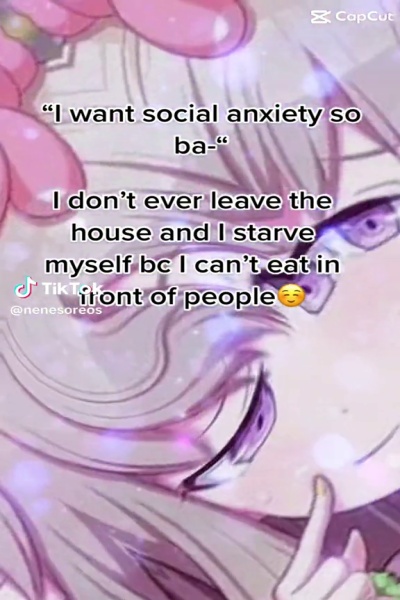 CapCut
“I want social anxiety so
ba-“
I don’t ever leave the
house and I starve
myself bc I can’t eat in
front of people☺️
TikTok
@nenesoreos